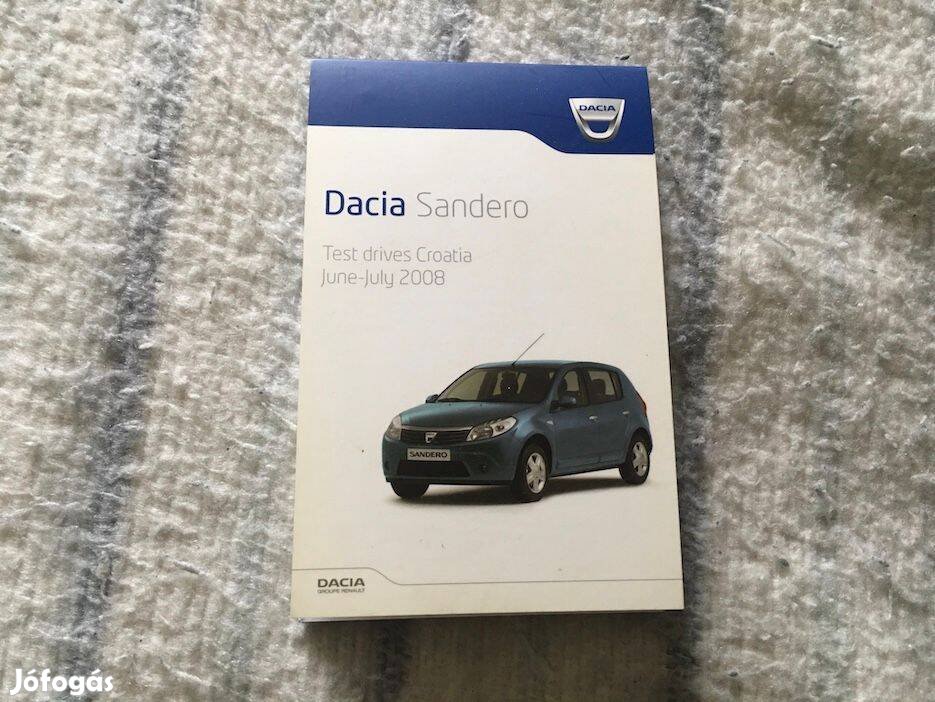 DACIA
Dacia Sandero
Test drives Croatia
June-July 2008
SANDERO
DACIA
GROUPE RENAULT
Jófogás